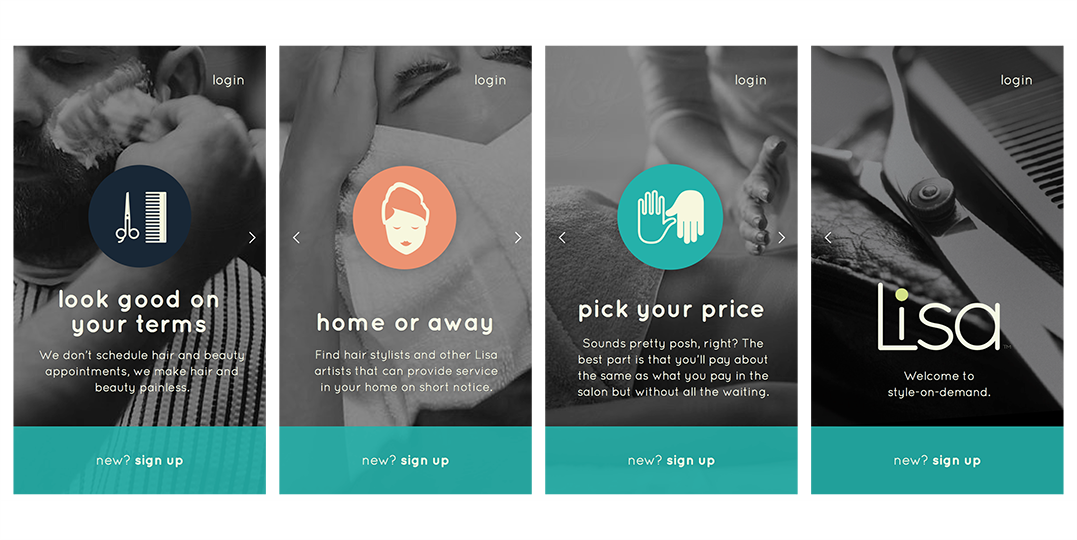 login
look good on
your terms
We don't schedule hair and beauty
appointments, we make hair and
beauty painless.
new? sign up
login
home or away
Find hair stylists and other Lisa
artists that can provide service
in your home on short notice.
new? sign up
login
pick your price
Sounds pretty posh, right? The
best part is that you'll pay about
the same as what you pay in the
salon but without all the waiting.
new? sign up
login
Lisa
Welcome to
style-on-demand.
new? sign up